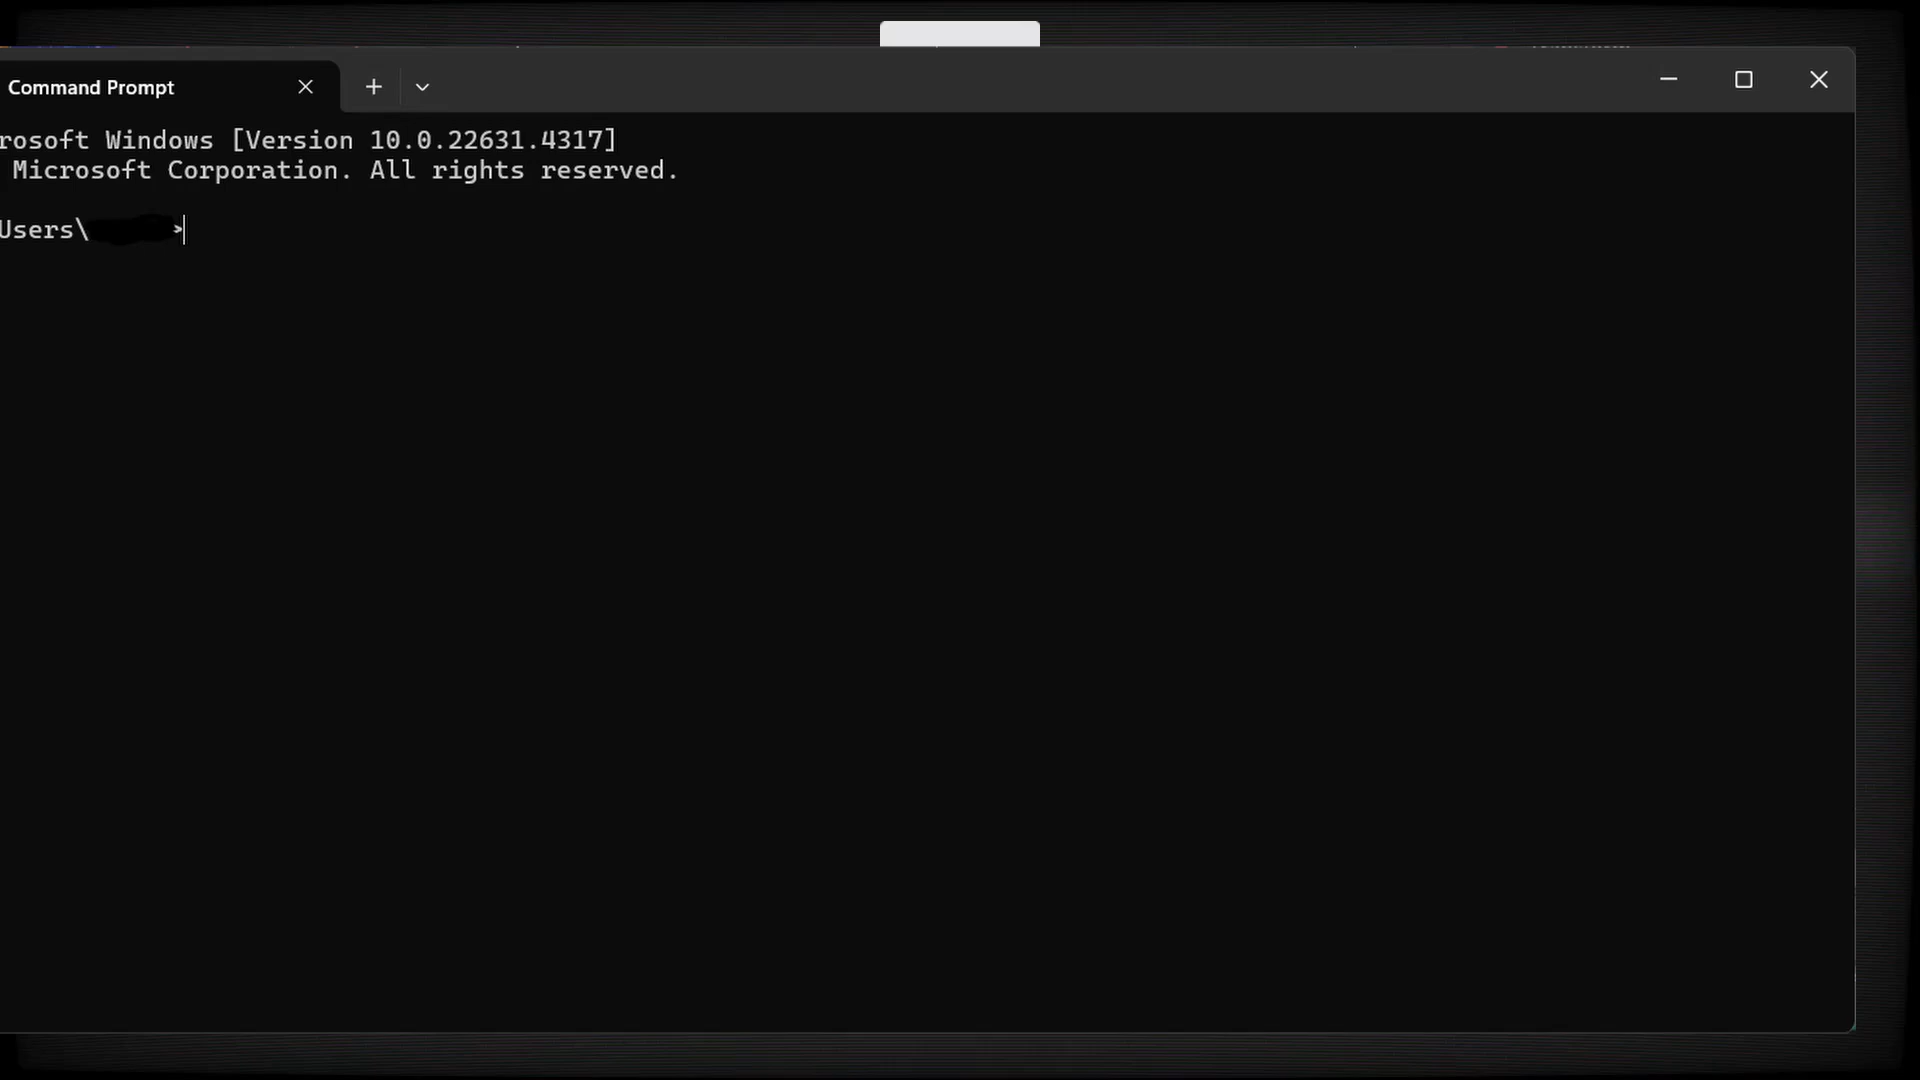 Command Prompt
rosoft Windows [Version 10.0.22631.4317]
Microsoft Corporation. All rights reserved.
Users\ >